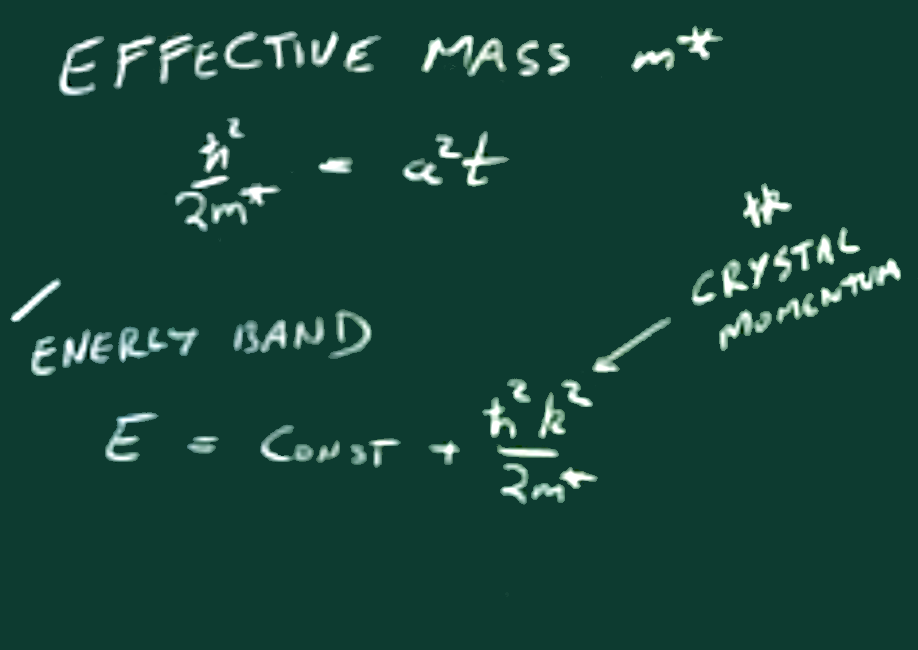 EFFECTIVE MASS m*
ħ²/2m* = a²t
ħk
CRYSTAL
MOMENTUM
ENERGY BAND
E = CONST + ħ²k²/2m*